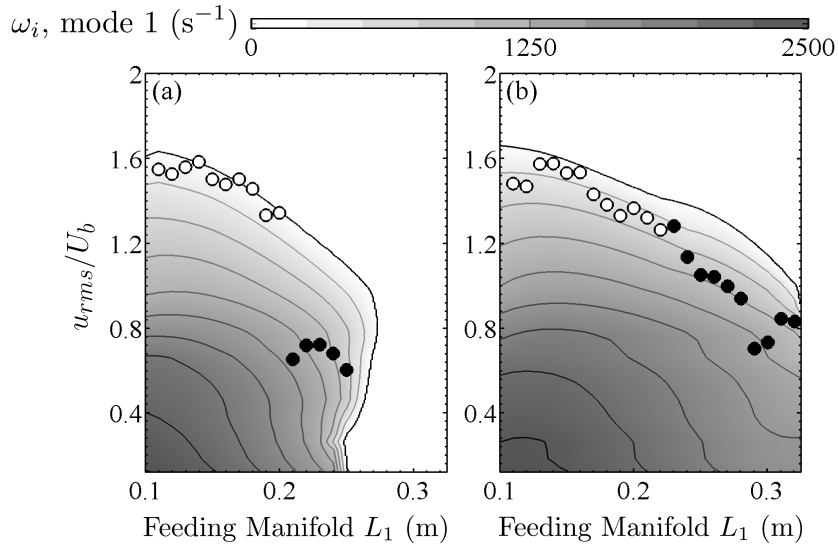 ω_i, mode 1 (s^{-1})
0 1250 2500
(a) (b)
2 2
1.6 1.6
1.2 1.2
0.8 0.8
0.4 0.4
u_{rms}/U_b
0.1 0.2 0.3 0.1 0.2 0.3
Feeding Manifold L_1 (m) Feeding Manifold L_1 (m)